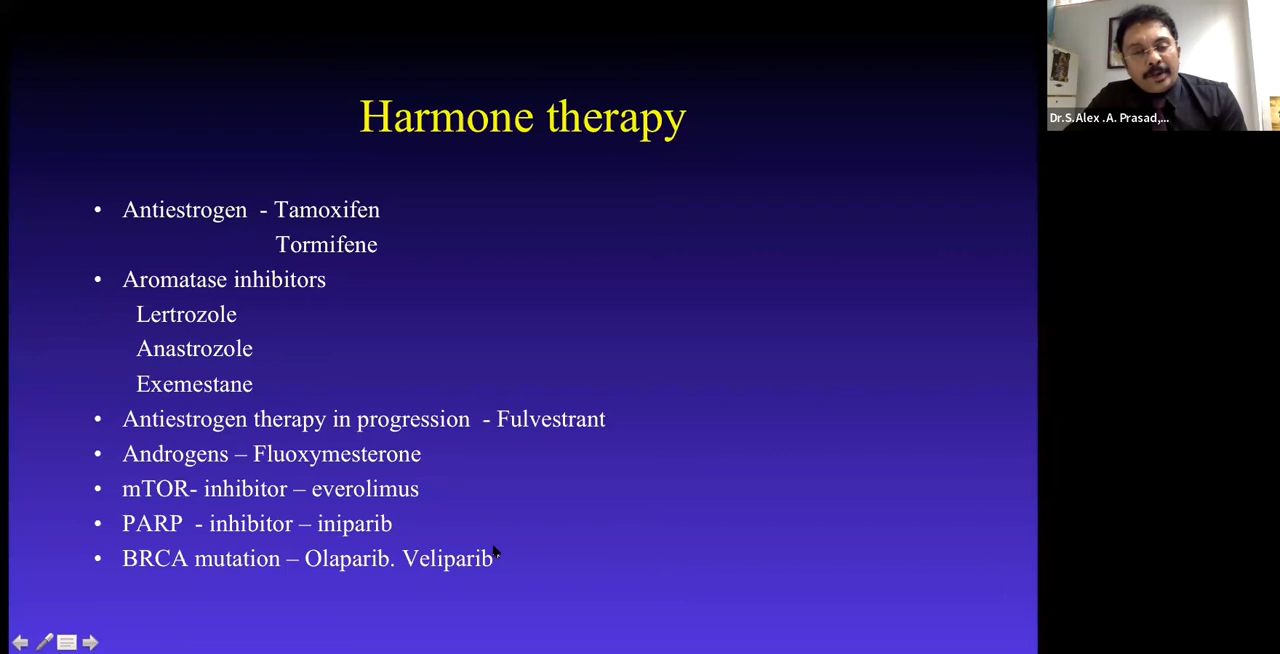 Harmone therapy
• Antiestrogen - Tamoxifen
Tormifene
• Aromatase inhibitors
Lertrozole
Anastrozole
Exemestane
• Antiestrogen therapy in progression - Fulvestrant
• Androgens – Fluoxymesterone
• mTOR- inhibitor – everolimus
• PARP - inhibitor – iniparib
• BRCA mutation – Olaparib. Veliparib
Dr.S.Alex .A. Prasad,...